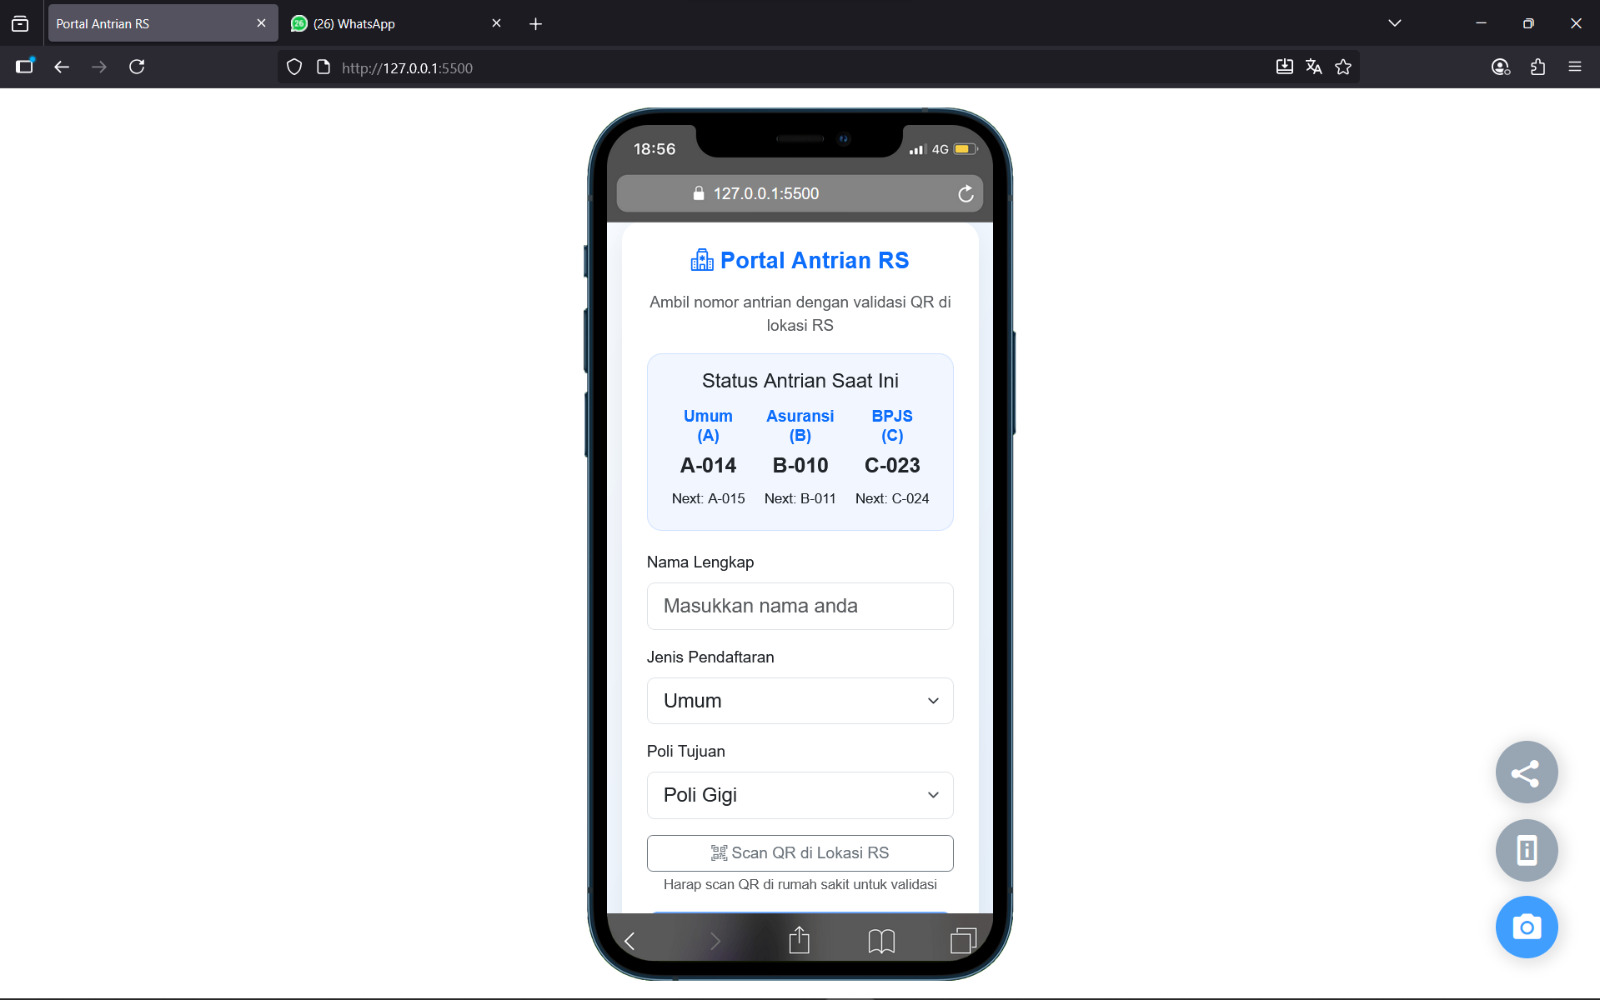 Portal Antrian RS
(26) WhatsApp
http://127.0.0.1:5500
18:56
4G
127.0.0.1:5500
Portal Antrian RS
Ambil nomor antrian dengan validasi QR di
lokasi RS
Status Antrian Saat Ini
Umum Asuransi BPJS
(A) (B) (C)
A-014 B-010 C-023
Next: A-015 Next: B-011 Next: C-024
Nama Lengkap
Masukkan nama anda
Jenis Pendaftaran
Umum
Poli Tujuan
Poli Gigi
Scan QR di Lokasi RS
Harap scan QR di rumah sakit untuk validasi